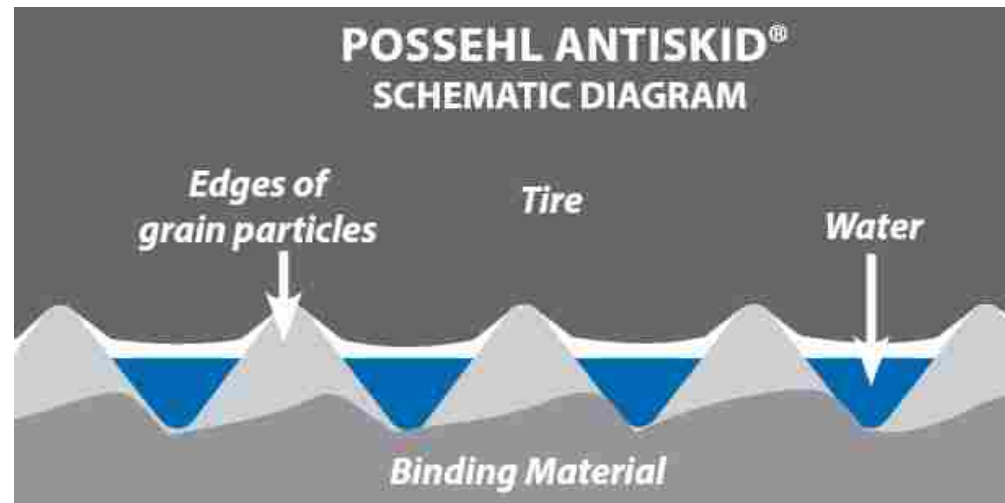 POSSEHL ANTISKID®
SCHEMATIC DIAGRAM
Edges of
grain particles
Tire
Water
Binding Material